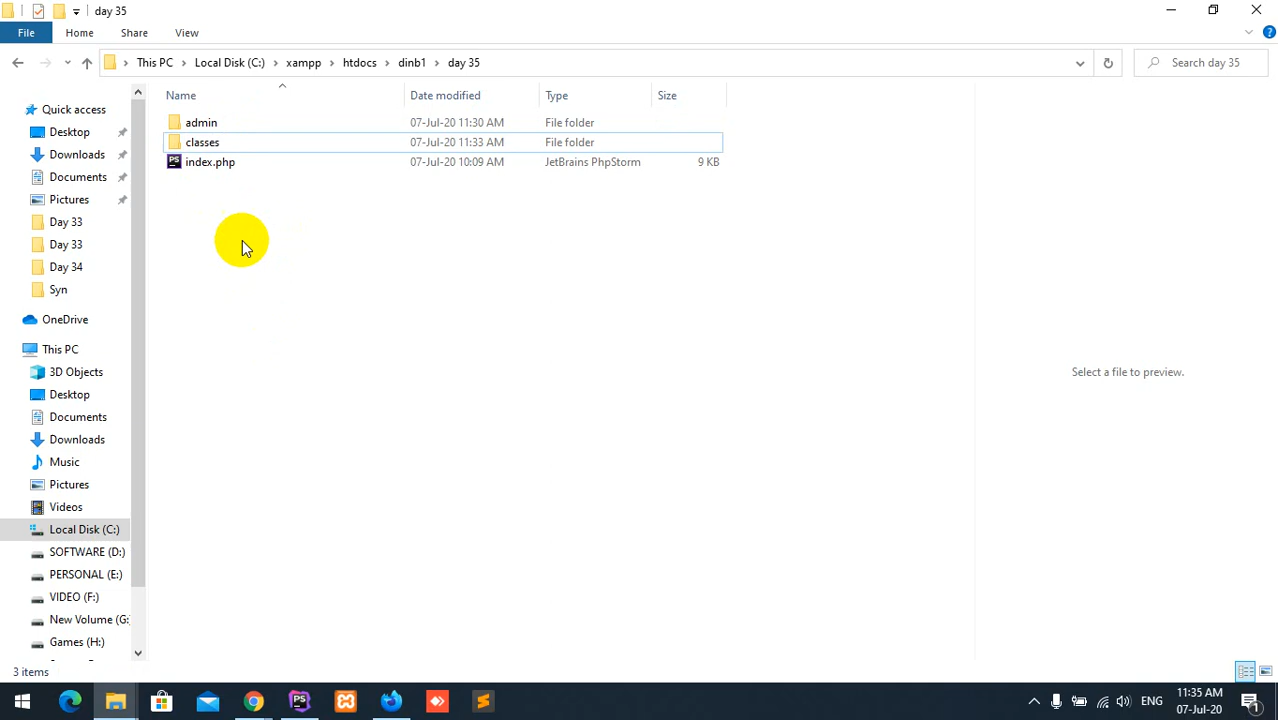 day 35
File Home Share View
This PC Local Disk (C:) xampp htdocs dinb1 day 35
Search day 35
Name Date modified Type Size
admin 07-Jul-20 11:30 AM File folder
classes 07-Jul-20 11:33 AM File folder
index.php 07-Jul-20 10:09 AM JetBrains PhpStorm 9 KB
Quick access
Desktop
Downloads
Documents
Pictures
Day 33
Day 33
Day 34
Syn
OneDrive
This PC
3D Objects
Desktop
Documents
Downloads
Music
Pictures
Videos
Local Disk (C:)
SOFTWARE (D:)
PERSONAL (E:)
VIDEO (F:)
New Volume (G:
Games (H:)
Select a file to preview.
3 items
PS
ENG
11:35 AM
07-Jul-20
1